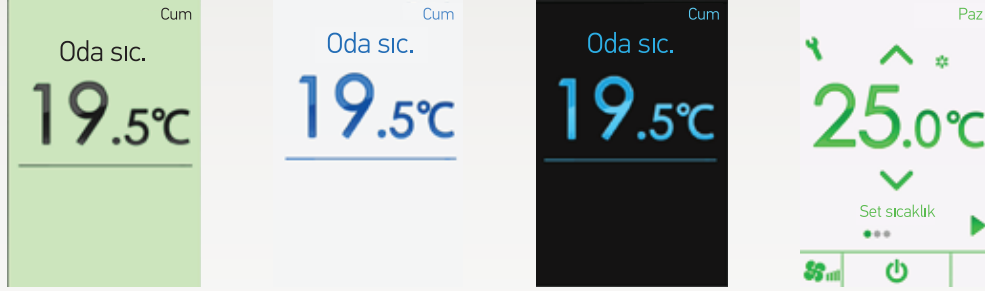 Cum
Oda sıc.
19.5°C
Cum
Oda sıc.
19.5°C
Cum
Oda sıc.
19.5°C
Paz
25.0°C
Set sıcaklık